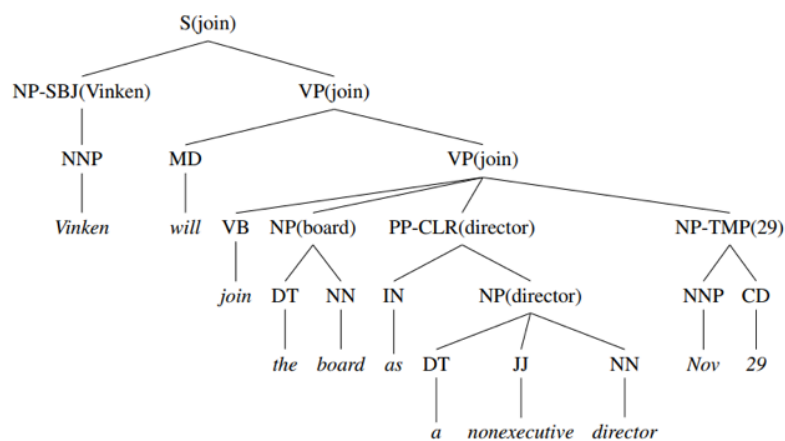 S(join)
NP-SBJ(Vinken) VP(join)
NNP MD VP(join)
Vinken will VB NP(board) PP-CLR(director) NP-TMP(29)
join DT NN IN NP(director) NNP CD
the board as DT JJ NN Nov 29
a nonexecutive director